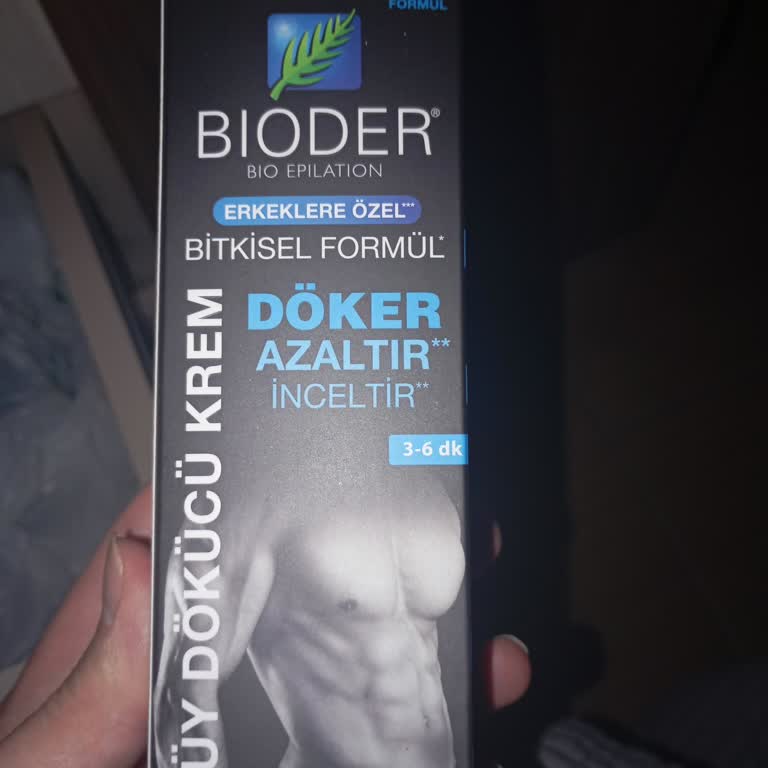 FORMÜL
BIODER®
BIO EPILATION
ERKEKLERE ÖZEL***
BİTKİSEL FORMÜL*
DÖKER
AZALTIR**
İNCELTİR**
3-6 dk
ÜY DÖKÜCÜ KREM